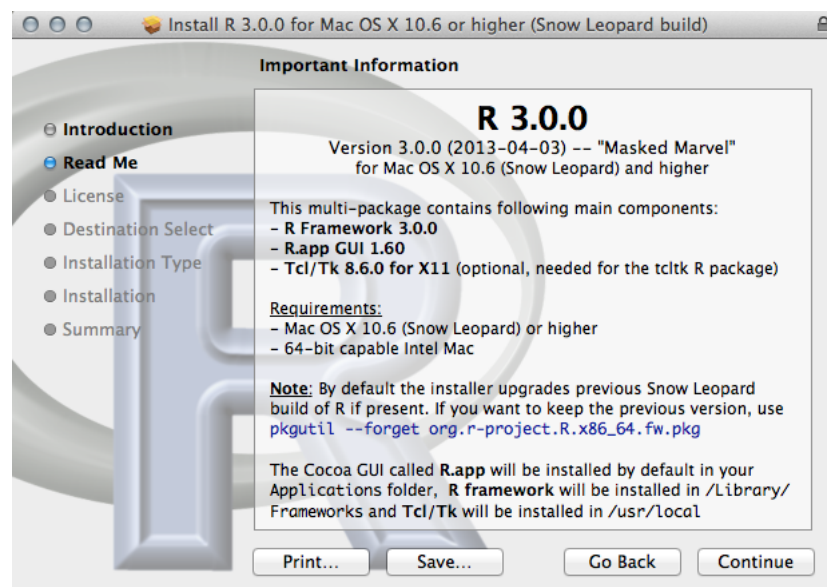 Install R 3.0.0 for Mac OS X 10.6 or higher (Snow Leopard build)
Important Information
Introduction
Read Me
License
Destination Select
Installation Type
Installation
Summary
R 3.0.0
Version 3.0.0 (2013-04-03) -- "Masked Marvel"
for Mac OS X 10.6 (Snow Leopard) and higher
This multi-package contains following main components:
- R Framework 3.0.0
- R.app GUI 1.60
- Tcl/Tk 8.6.0 for X11 (optional, needed for the tcltk R package)
Requirements:
- Mac OS X 10.6 (Snow Leopard) or higher
- 64-bit capable Intel Mac
Note: By default the installer upgrades previous Snow Leopard
build of R if present. If you want to keep the previous version, use
pkgutil --forget org.r-project.R.x86_64.fw.pkg
The Cocoa GUI called R.app will be installed by default in your
Applications folder, R framework will be installed in /Library/
Frameworks and Tcl/Tk will be installed in /usr/local
Print...
Save...
Go Back
Continue